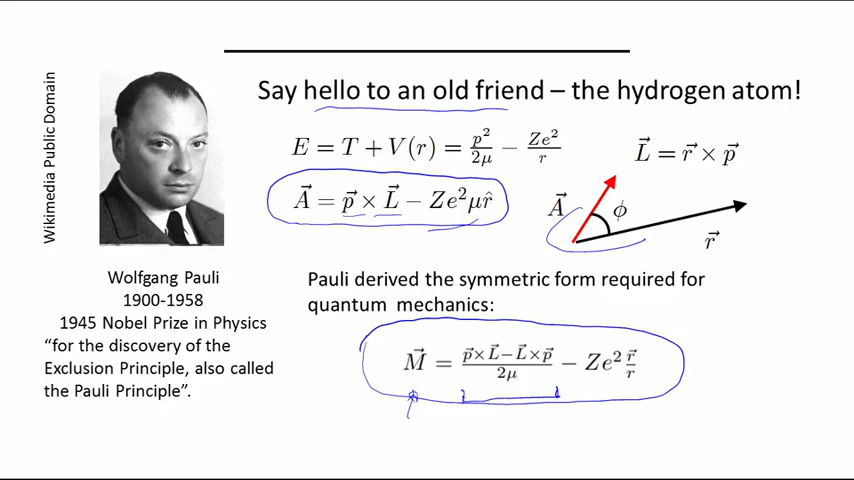 Say hello to an old friend – the hydrogen atom!
Wikimedia Public Domain
E = T + V(r) = p²/2μ − Ze²/r
L⃗ = r⃗ × p⃗
A⃗ = p⃗ × L⃗ − Ze²μr̂
A⃗
ϕ
r⃗
Wolfgang Pauli
1900-1958
1945 Nobel Prize in Physics
“for the discovery of the
Exclusion Principle, also called
the Pauli Principle”.
Pauli derived the symmetric form required for
quantum mechanics:
M⃗ = (p⃗×L⃗−L⃗×p⃗)/2μ − Ze² r⃗/r